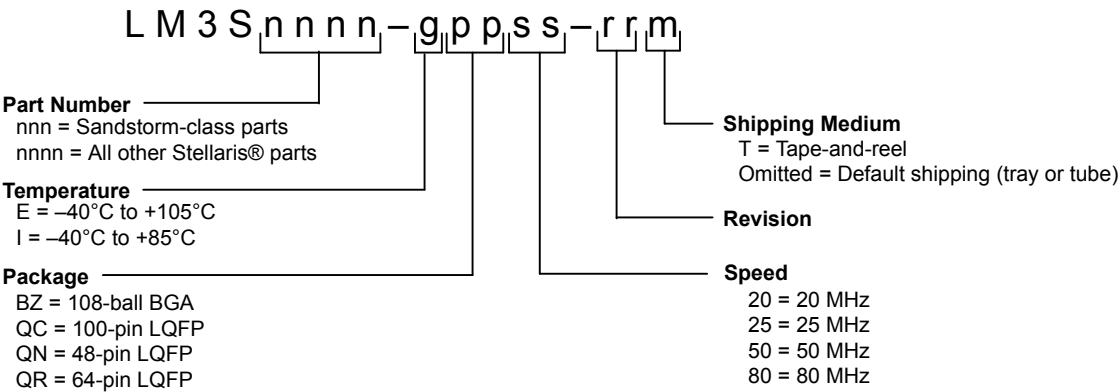 L M 3 S n n n n – g p p s s – r r m
Part Number
nnn = Sandstorm-class parts
nnnn = All other Stellaris® parts
Temperature
E = –40°C to +105°C
I = –40°C to +85°C
Package
BZ = 108-ball BGA
QC = 100-pin LQFP
QN = 48-pin LQFP
QR = 64-pin LQFP
Shipping Medium
T = Tape-and-reel
Omitted = Default shipping (tray or tube)
Revision
Speed
20 = 20 MHz
25 = 25 MHz
50 = 50 MHz
80 = 80 MHz